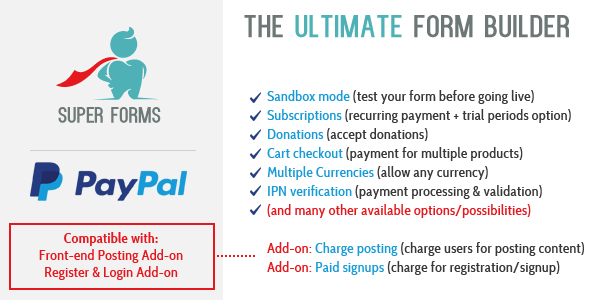 SUPER FORMS
PayPal
Compatible with:
Front-end Posting Add-on
Register & Login Add-on
THE ULTIMATE FORM BUILDER
Sandbox mode (test your form before going live)
Subscriptions (recurring payment + trial periods option)
Donations (accept donations)
Cart checkout (payment for multiple products)
Multiple Currencies (allow any currency)
IPN verification (payment processing & validation)
(and many other available options/possibilities)
Add-on: Charge posting (charge users for posting content)
Add-on: Paid signups (charge for registration/signup)